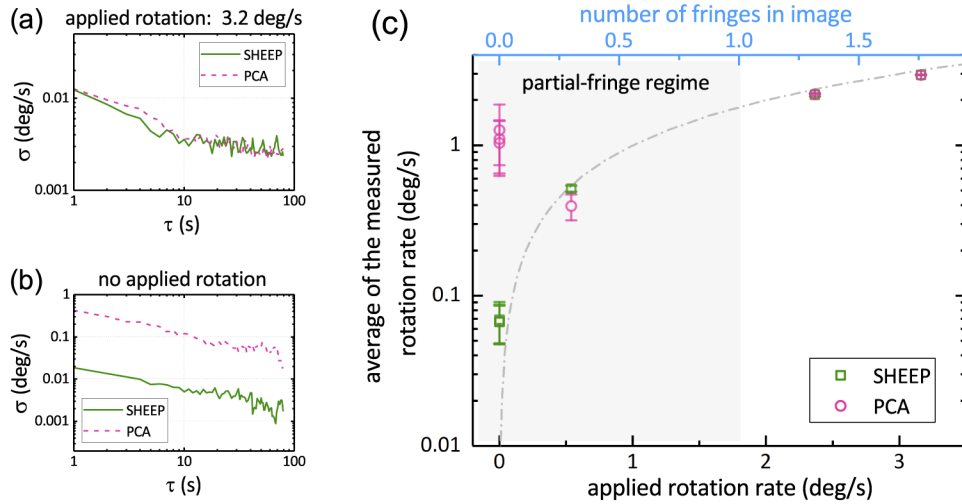 (a)
applied rotation: 3.2 deg/s
SHEEP
PCA
0.01
0.001
σ (deg/s)
1 10 100
τ (s)
(b)
no applied rotation
1
0.1
0.01
0.001
σ (deg/s)
SHEEP
PCA
1 10 100
τ (s)
(c)
number of fringes in image
0.0 0.5 1.0 1.5
partial-fringe regime
1
0.1
0.01
average of the measured
rotation rate (deg/s)
SHEEP
PCA
0 1 2 3
applied rotation rate (deg/s)